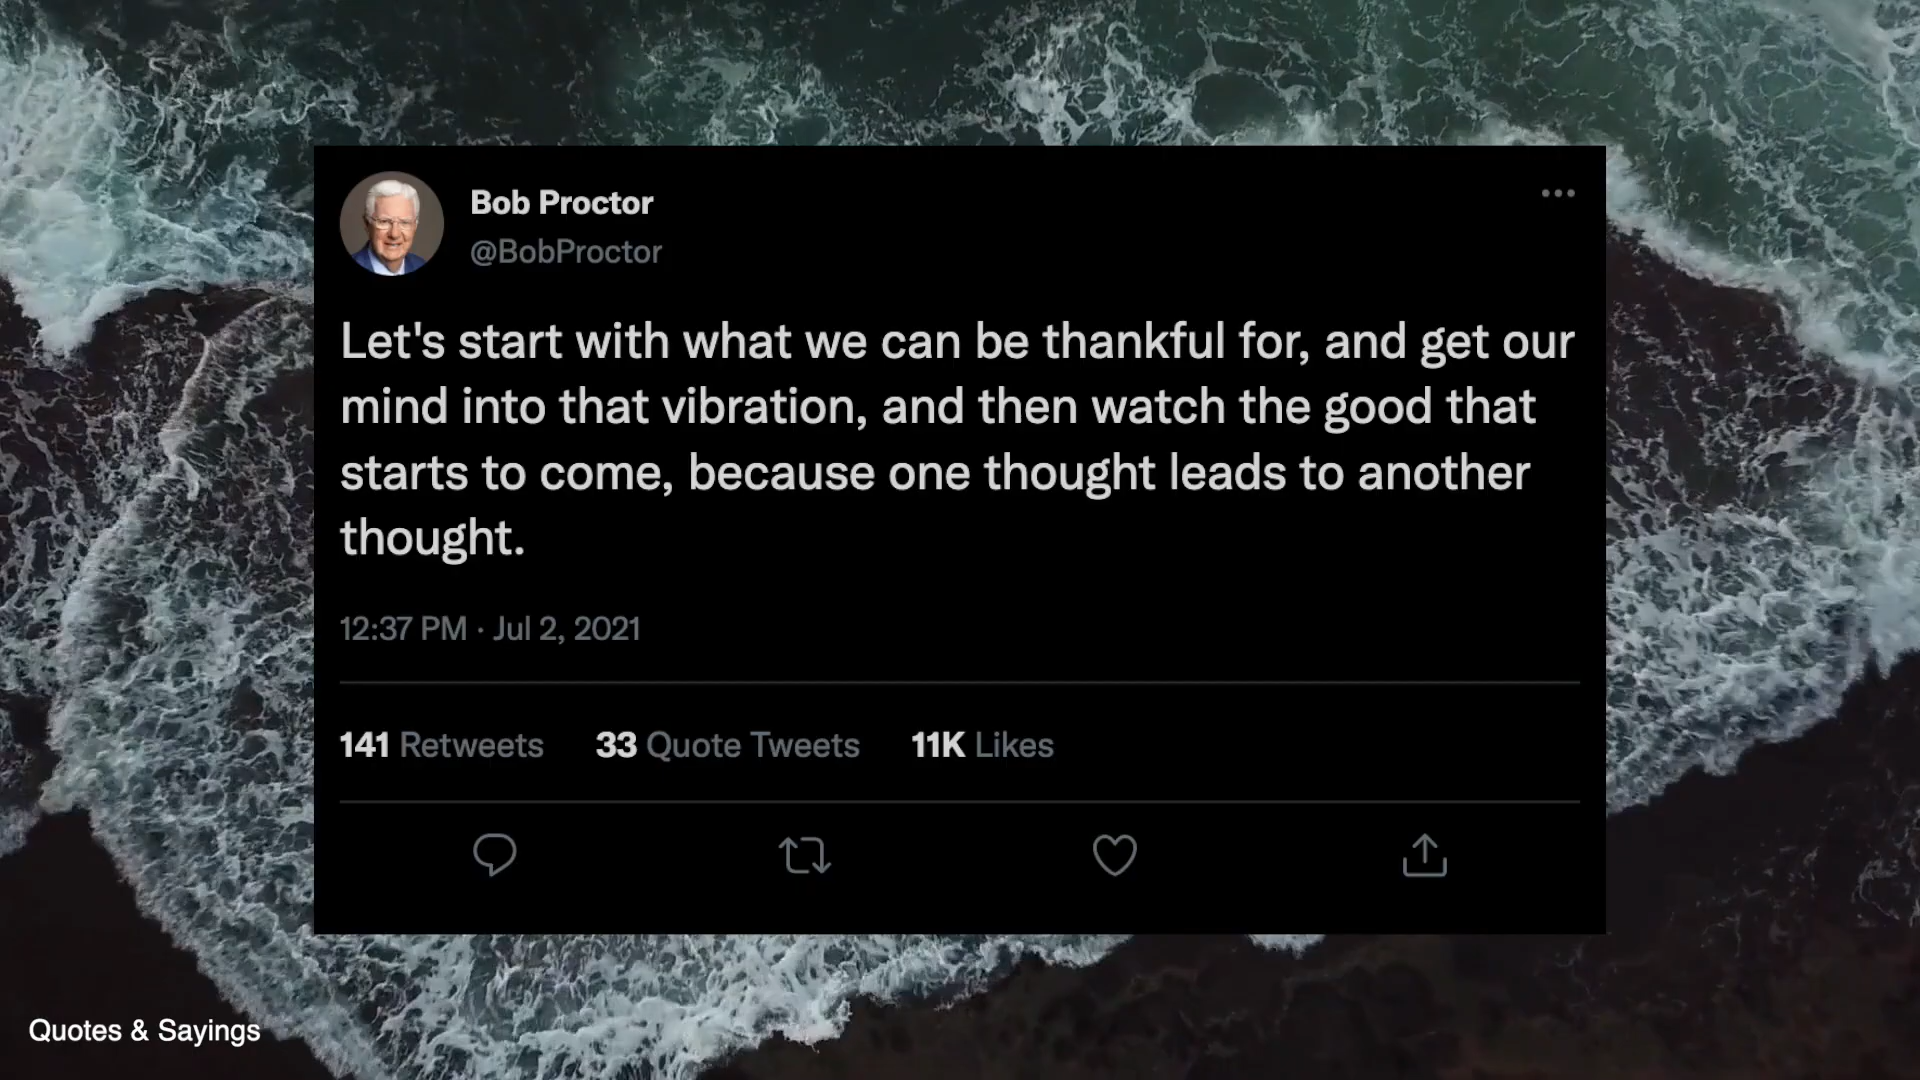 Bob Proctor
@BobProctor
Let's start with what we can be thankful for, and get our
mind into that vibration, and then watch the good that
starts to come, because one thought leads to another
thought.
12:37 PM · Jul 2, 2021
141 Retweets 33 Quote Tweets 11K Likes
Quotes & Sayings